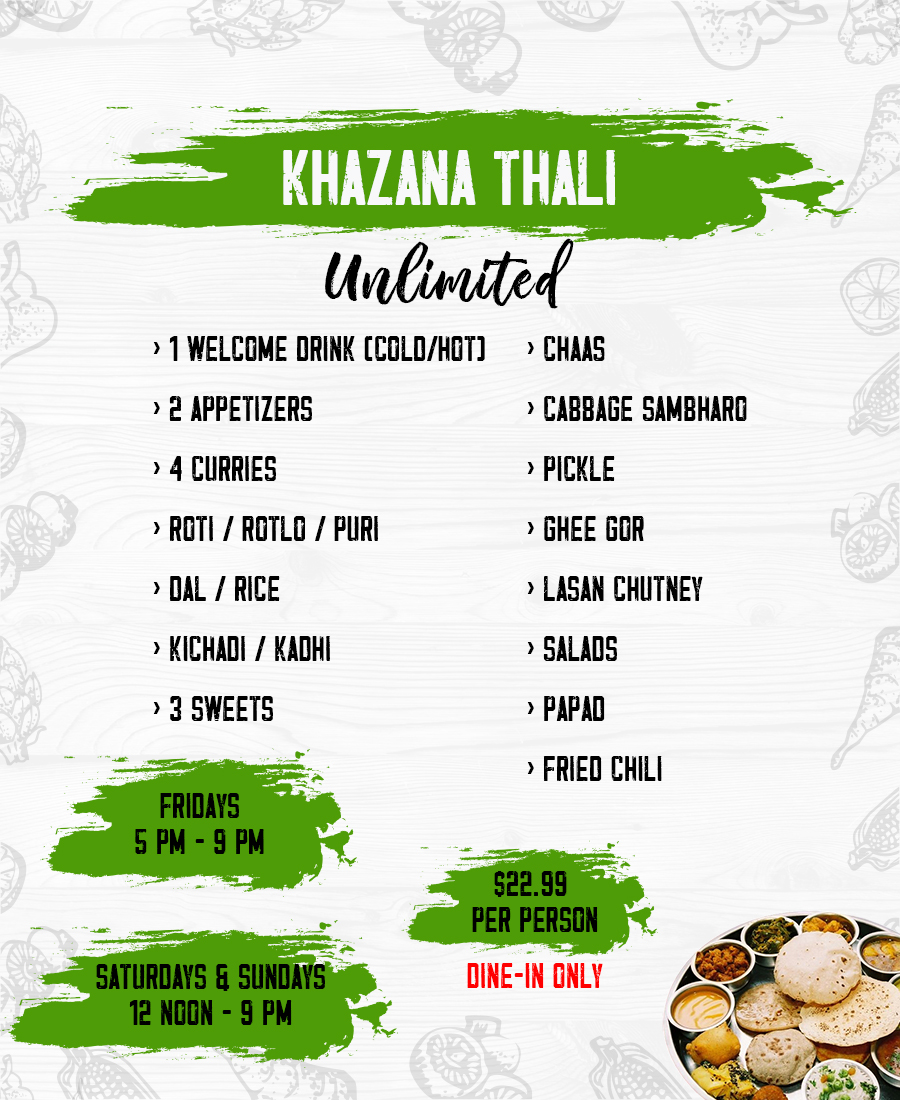 KHAZANA THALI
Unlimited
› 1 WELCOME DRINK (COLD/HOT)
› 2 APPETIZERS
› 4 CURRIES
› ROTI / ROTLO / PURI
› DAL / RICE
› KICHADI / KADHI
› 3 SWEETS
› CHAAS
› CABBAGE SAMBHARO
› PICKLE
› GHEE GOR
› LASAN CHUTNEY
› SALADS
› PAPAD
› FRIED CHILI
FRIDAYS
5 PM - 9 PM
SATURDAYS & SUNDAYS
12 NOON - 9 PM
$22.99
PER PERSON
DINE-IN ONLY